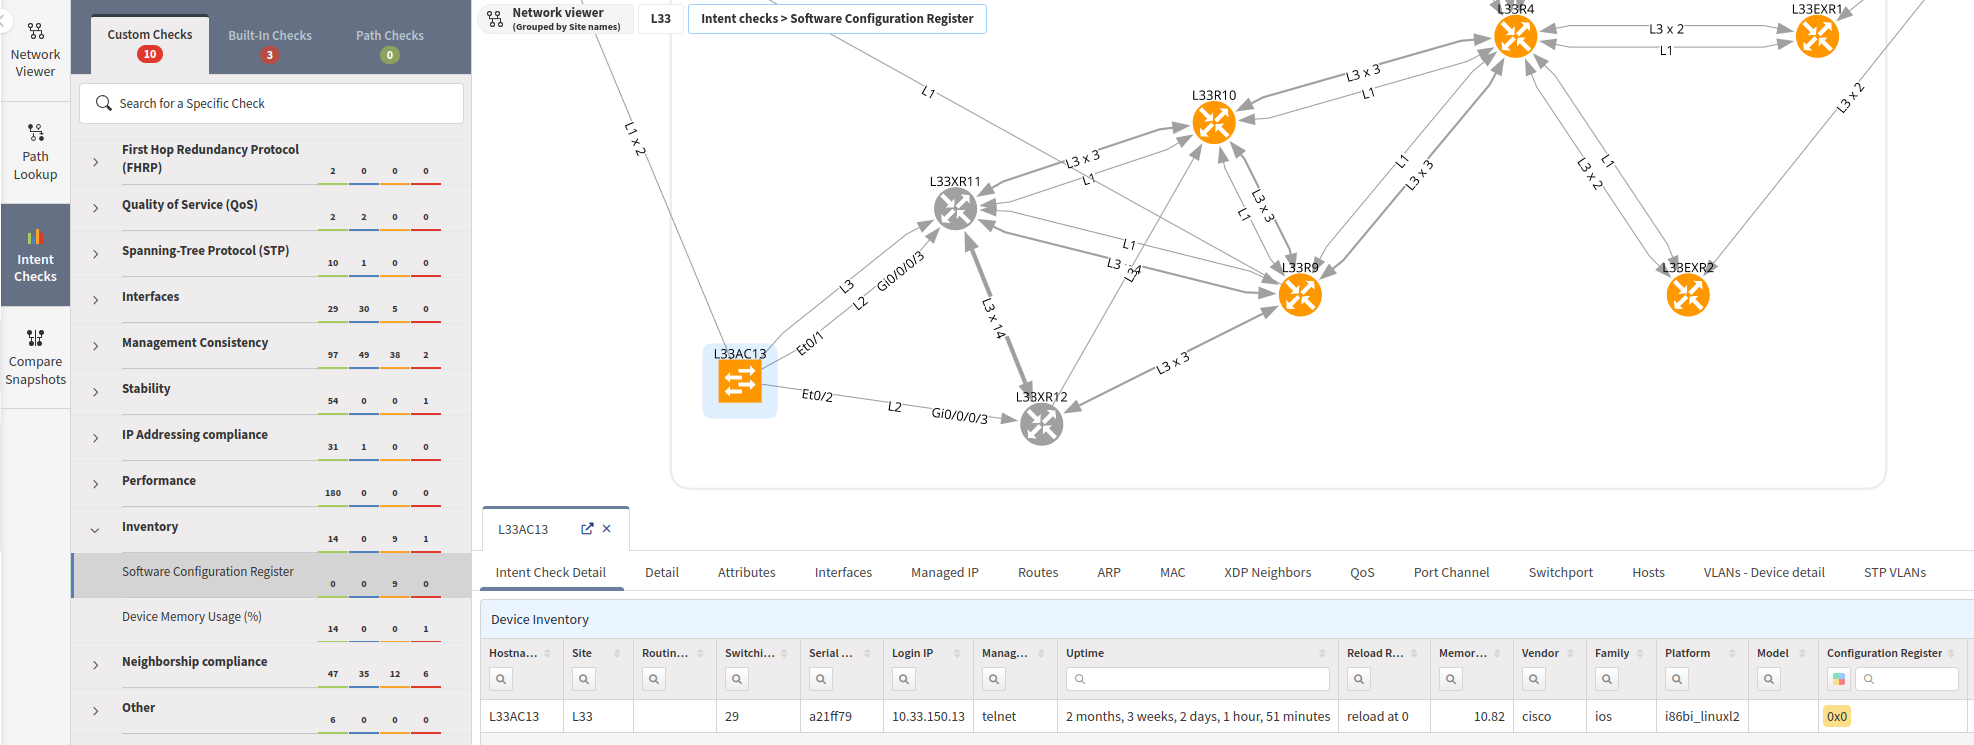 Network
Viewer
Path
Lookup
Intent
Checks
Compare
Snapshots
Custom Checks
10
Built-In Checks
3
Path Checks
0
Search for a Specific Check
First Hop Redundancy Protocol
(FHRP)
2 0 0 0
Quality of Service (QoS)
2 2 0 0
Spanning-Tree Protocol (STP)
10 1 0 0
Interfaces
29 30 5 0
Management Consistency
97 49 38 2
Stability
54 0 0 1
IP Addressing compliance
31 1 0 0
Performance
180 0 0 0
Inventory
14 0 9 1
Software Configuration Register
0 0 9 0
Device Memory Usage (%)
14 0 0 1
Neighborship compliance
47 35 12 6
Other
6 0 0 0
Network viewer
(Grouped by Site names)
L33
Intent checks > Software Configuration Register
L33R4
L33EXR1
L3 x 2
L1
L3 x 3
L1
L1
L33R10
L3 x 2
L1 x 2
L3 x 3
L1
L1
L3 x 3
L3 x 2
L1
L33XR11
L3 x 3
L1
L1
L3
L33R9
L33EXR2
L3
Gi0/0/0/3
L2
Et0/1
L3 x 14
L3 x 3
L33AC13
Et0/2
L2
Gi0/0/0/3
L33XR12
L33AC13
Intent Check Detail
Detail
Attributes
Interfaces
Managed IP
Routes
ARP
MAC
XDP Neighbors
QoS
Port Channel
Switchport
Hosts
VLANs - Device detail
STP VLANs
Device Inventory
Hostna... Site Routin... Switchi... Serial ... Login IP Manag... Uptime Reload R... Memor... Vendor Family Platform Model Configuration Register
L33AC13 L33 29 a21ff79 10.33.150.13 telnet 2 months, 3 weeks, 2 days, 1 hour, 51 minutes reload at 0 10.82 cisco ios i86bi_linuxl2 0x0